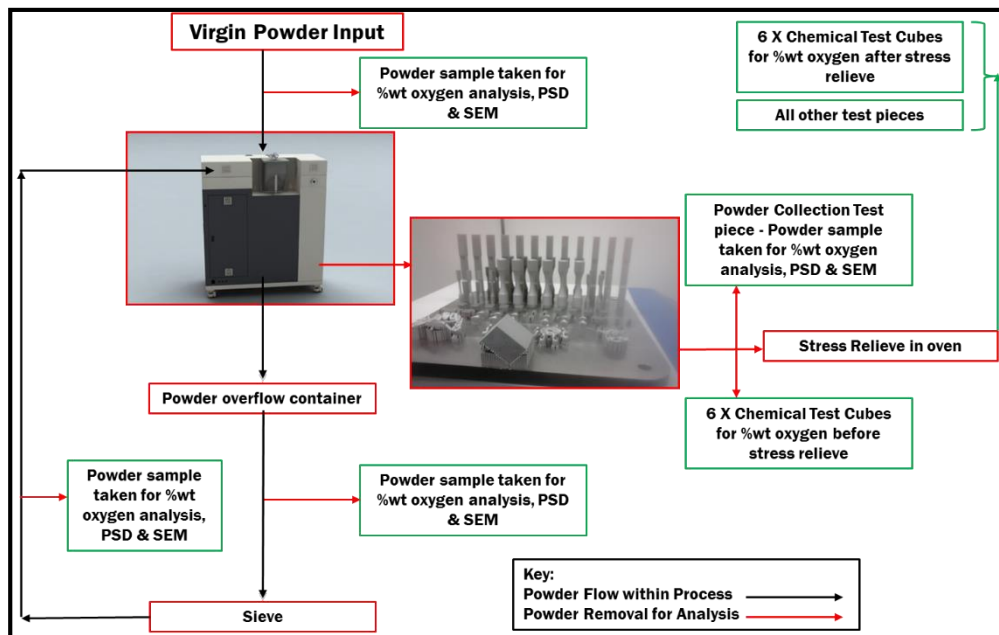 Virgin Powder Input
Powder sample taken for
%wt oxygen analysis, PSD
& SEM
6 X Chemical Test Cubes
for %wt oxygen after stress
relieve
All other test pieces
Powder Collection Test
piece - Powder sample
taken for %wt oxygen
analysis, PSD & SEM
Stress Relieve in oven
Powder overflow container
6 X Chemical Test Cubes
for %wt oxygen before
stress relieve
Powder sample
taken for %wt
oxygen analysis,
PSD & SEM
Powder sample taken
for %wt oxygen analysis, PSD
& SEM
Key:
Powder Flow within Process
Powder Removal for Analysis
Sieve